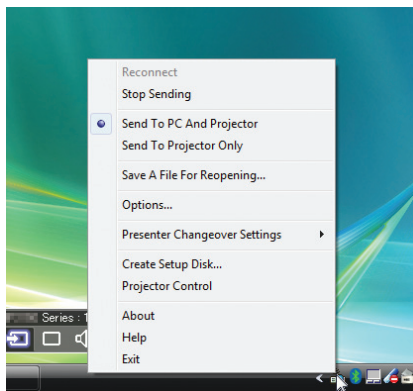 Reconnect
Stop Sending
Send To PC And Projector
Send To Projector Only
Save A File For Reopening...
Options...
Presenter Changeover Settings
Create Setup Disk...
Projector Control
About
Help
Exit
Series :